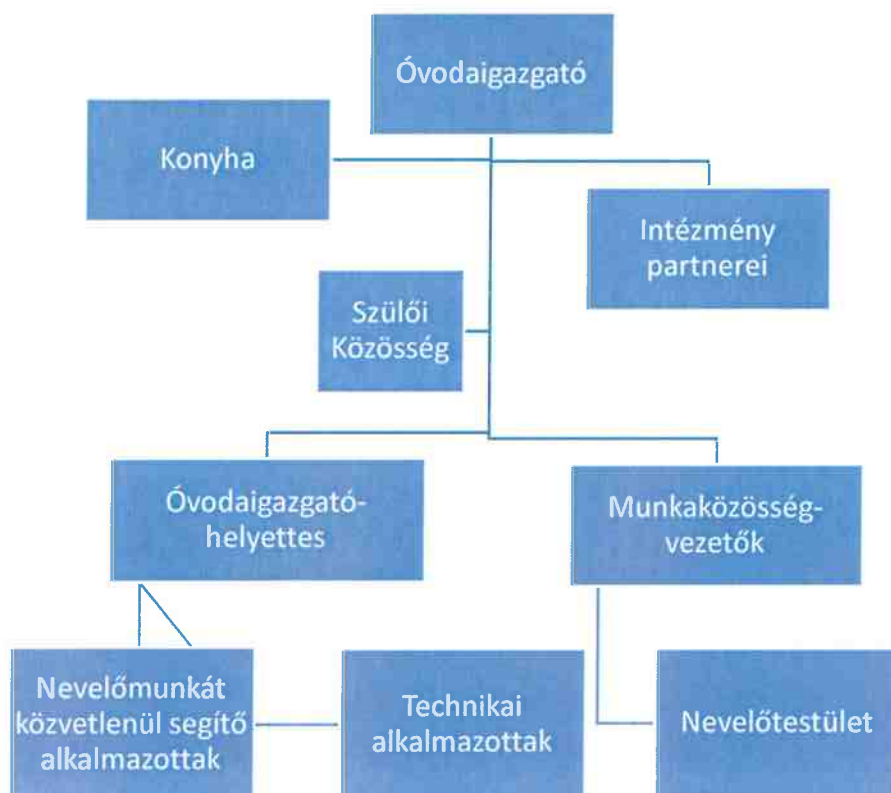 Óvodaigazgató
Konyha
Intézmény
partnerei
Szülői
Közösség
Óvodaigazgató-
helyettes
Munkaközösség-
vezetők
Nevelőmunkát
közvetlenül segítő
alkalmazottak
Technikai
alkalmazottak
Nevelőtestület